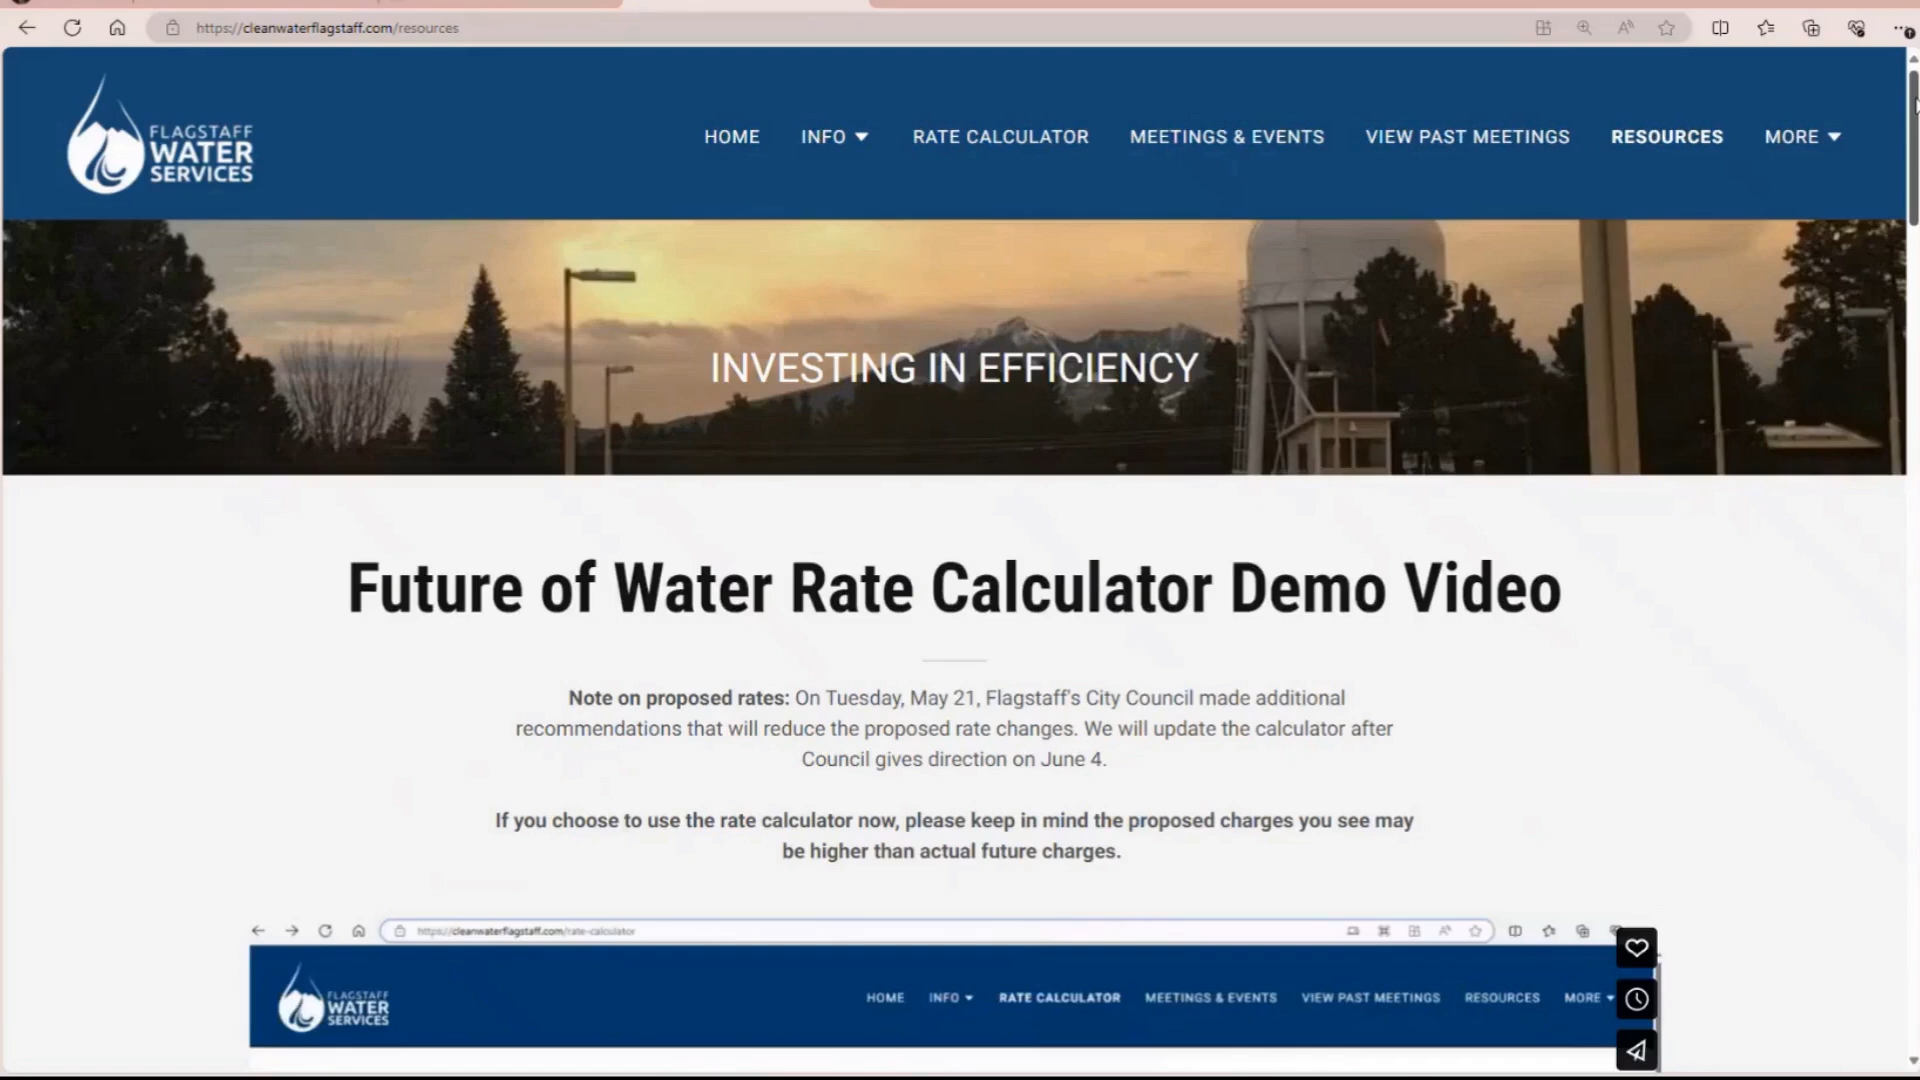 https://cleanwaterflagstaff.com/resources
FLAGSTAFF
WATER
SERVICES
HOME
INFO
RATE CALCULATOR
MEETINGS & EVENTS
VIEW PAST MEETINGS
RESOURCES
MORE
INVESTING IN EFFICIENCY
Future of Water Rate Calculator Demo Video
Note on proposed rates: On Tuesday, May 21, Flagstaff's City Council made additional
recommendations that will reduce the proposed rate changes. We will update the calculator after
Council gives direction on June 4.
If you choose to use the rate calculator now, please keep in mind the proposed charges you see may
be higher than actual future charges.
https://cleanwaterflagstaff.com/rate-calculator
FLAGSTAFF
WATER
SERVICES
HOME
INFO
RATE CALCULATOR
MEETINGS & EVENTS
VIEW PAST MEETINGS
RESOURCES
MORE